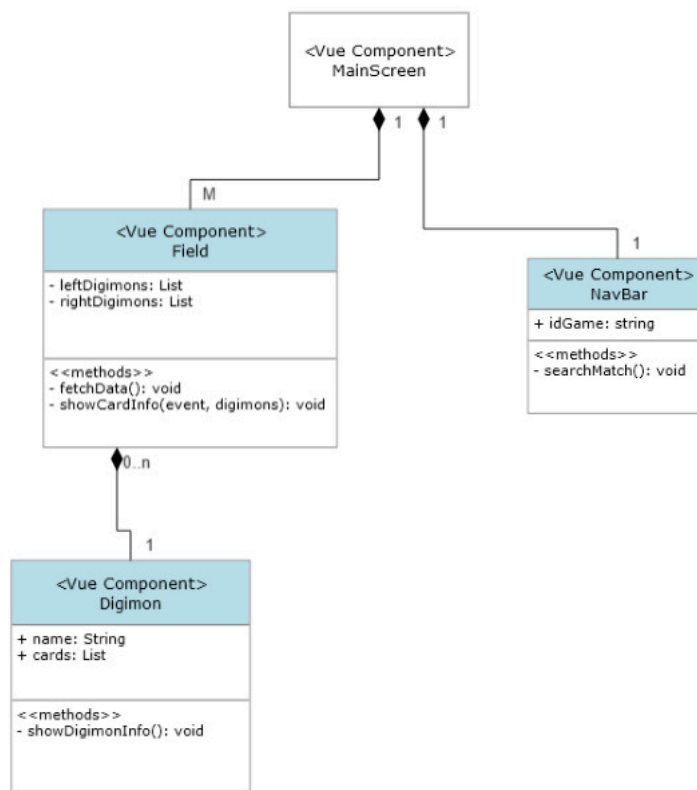 <Vue Component>
MainScreen
1
1
M
<Vue Component>
Field
- leftDigimons: List
- rightDigimons: List
<<methods>>
- fetchData(): void
- showCardInfo(event, digimons): void
1
<Vue Component>
NavBar
+ idGame: string
<<methods>>
- searchMatch(): void
0..n
1
<Vue Component>
Digimon
+ name: String
+ cards: List
<<methods>>
- showDigimonInfo(): void